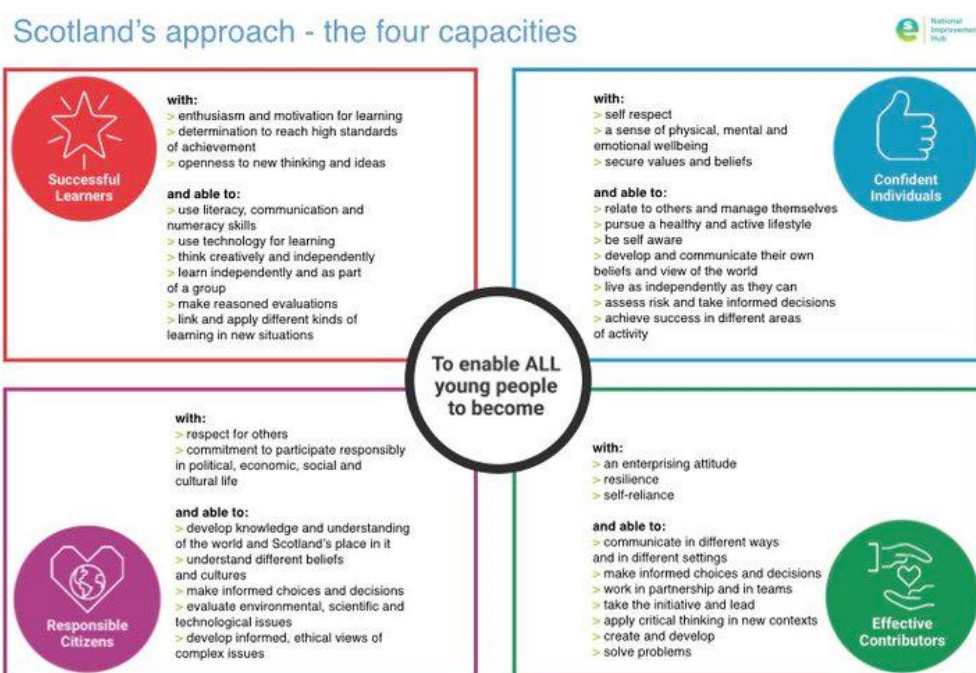 Scotland's approach - the four capacities
National
Improvement
Hub
Successful
Learners
with:
> enthusiasm and motivation for learning
> determination to reach high standards
of achievement
> openness to new thinking and ideas
and able to:
> use literacy, communication and
numeracy skills
> use technology for learning
> think creatively and independently
> learn independently and as part
of a group
> make reasoned evaluations
> link and apply different kinds of
learning in new situations
with:
> self respect
> a sense of physical, mental and
emotional wellbeing
> secure values and beliefs
and able to:
> relate to others and manage themselves
> pursue a healthy and active lifestyle
> be self aware
> develop and communicate their own
beliefs and view of the world
> live as independently as they can
> assess risk and take informed decisions
> achieve success in different areas
of activity
Confident
Individuals
To enable ALL
young people
to become
with:
> respect for others
> commitment to participate responsibly
in political, economic, social and
cultural life
and able to:
> develop knowledge and understanding
of the world and Scotland's place in it
> understand different beliefs
and cultures
> make informed choices and decisions
> evaluate environmental, scientific and
technological issues
> develop informed, ethical views of
complex issues
Responsible
Citizens
with:
> an enterprising attitude
> resilience
> self-reliance
and able to:
> communicate in different ways
and in different settings
> make informed choices and decisions
> work in partnership and in teams
> take the initiative and lead
> apply critical thinking in new contexts
> create and develop
> solve problems
Effective
Contributors